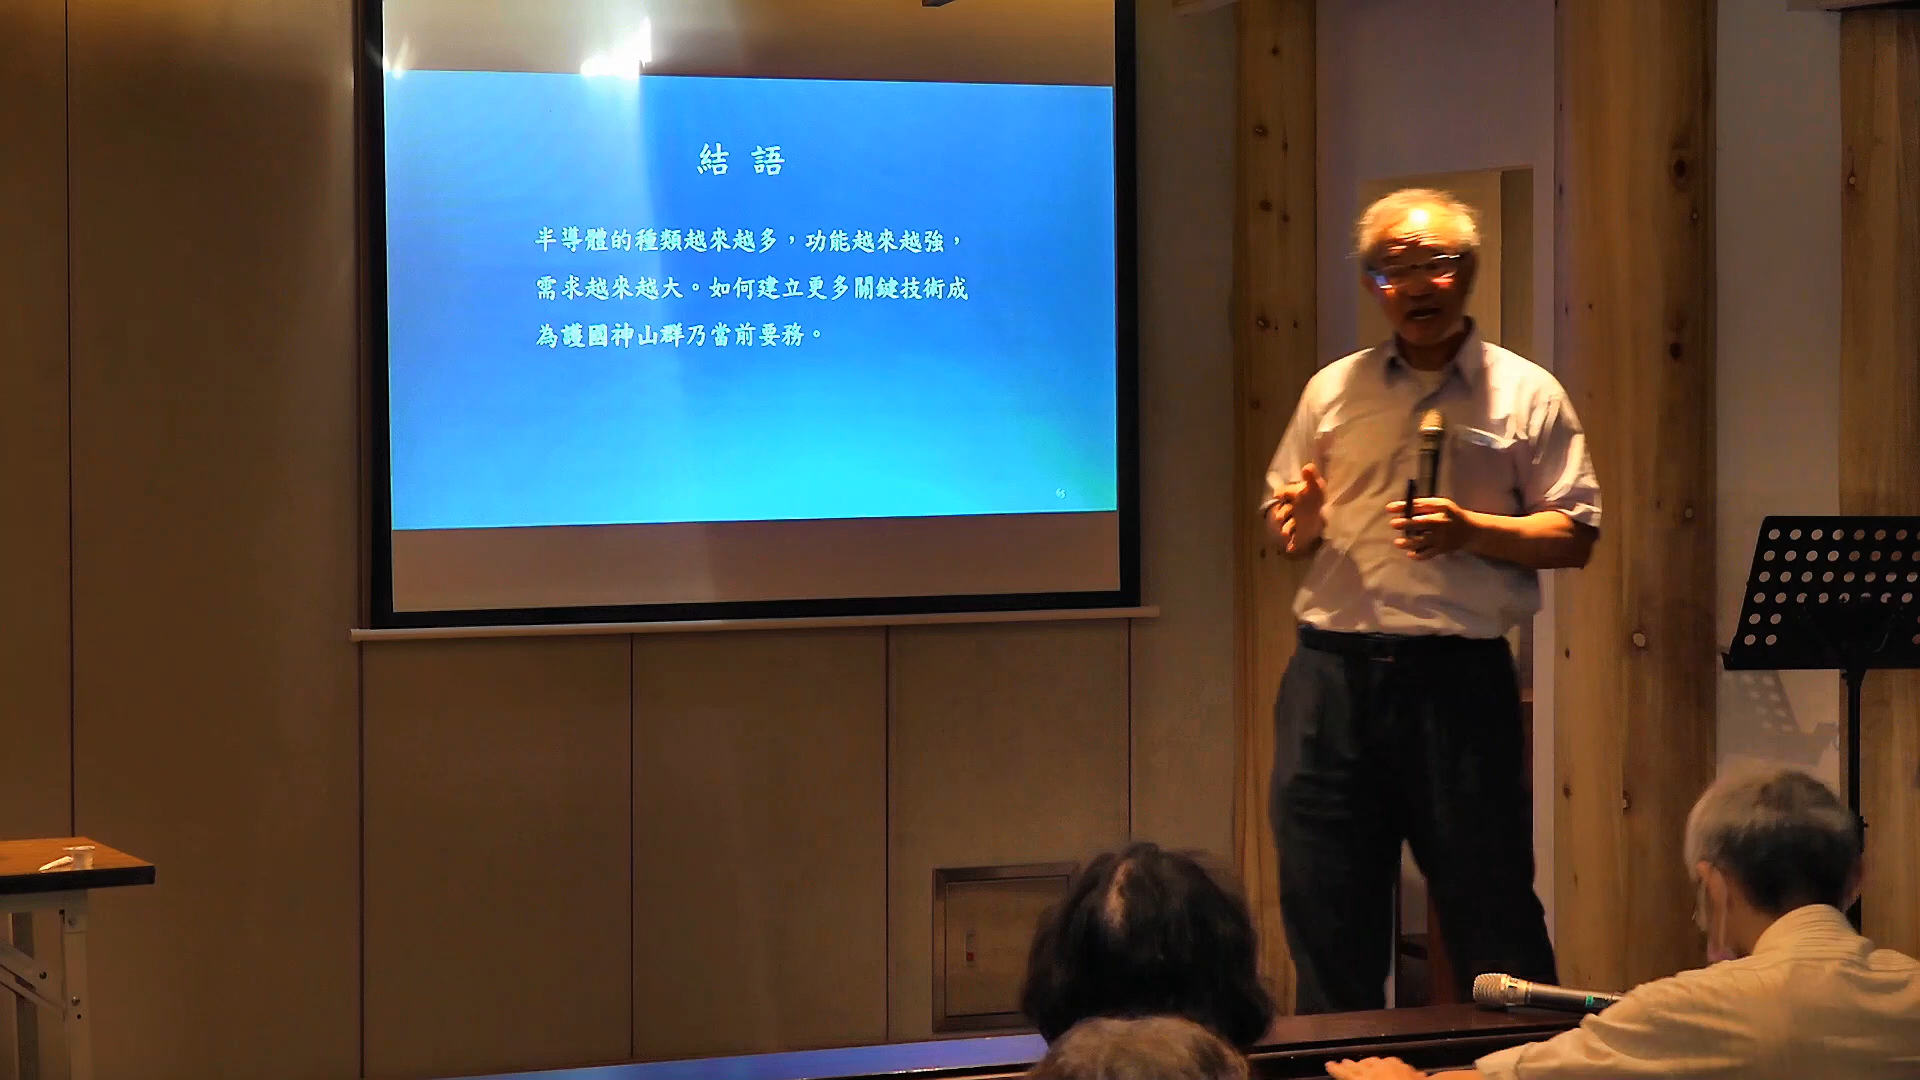 結 語
半導體的種類越來越多，功能越來越強，
需求越來越大。如何建立更多關鍵技術成
為護國神山群乃當前要務。
65